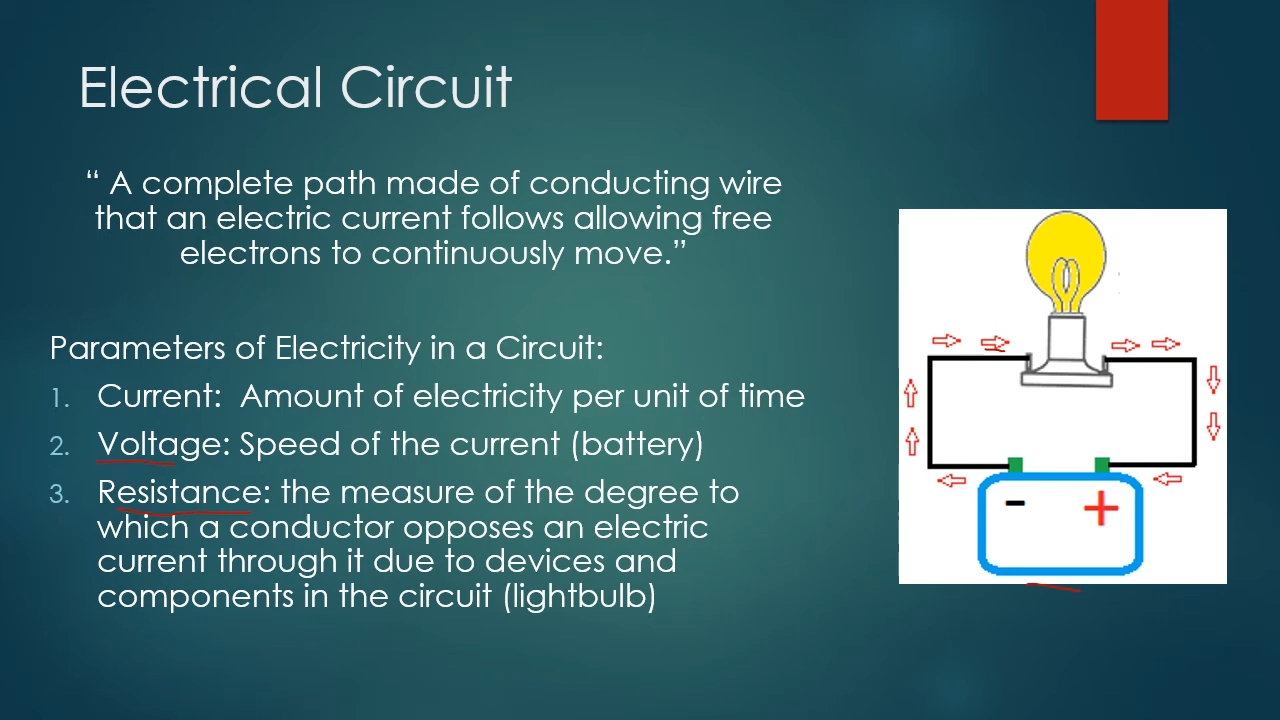 Electrical Circuit
“ A complete path made of conducting wire
that an electric current follows allowing free
electrons to continuously move.”
Parameters of Electricity in a Circuit:
1. Current:  Amount of electricity per unit of time
2. Voltage: Speed of the current (battery)
3. Resistance: the measure of the degree to
which a conductor opposes an electric
current through it due to devices and
components in the circuit (lightbulb)
- +